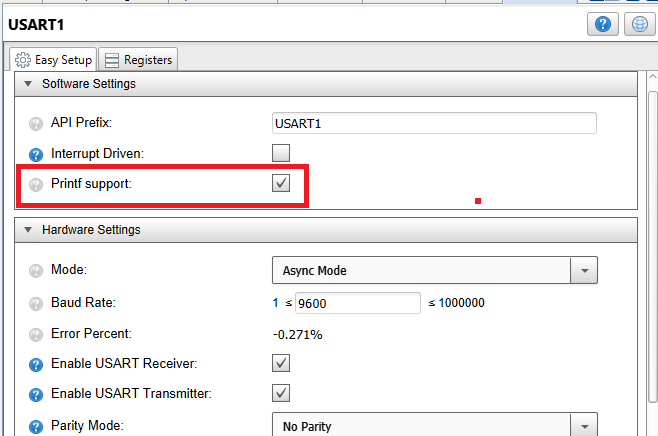 USART1
Easy Setup Registers
Software Settings
API Prefix: USART1
Interrupt Driven:
Printf support:
Hardware Settings
Mode: Async Mode
Baud Rate: 1 ≤ 9600 ≤ 1000000
Error Percent: -0.271%
Enable USART Receiver:
Enable USART Transmitter:
Parity Mode: No Parity